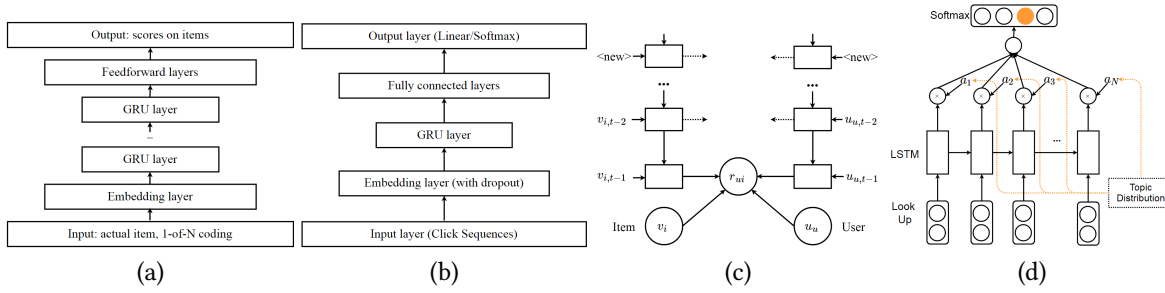 Output: scores on items
Feedforward layers
GRU layer
...
GRU layer
Embedding layer
Input: actual item, 1-of-N coding
(a)
Output layer (Linear/Softmax)
Fully connected layers
GRU layer
Embedding layer (with dropout)
Input layer (Click Sequences)
(b)
<new> <new>
... ...
v_{i,t-2} u_{u,t-2}
v_{i,t-1} r_{ui} u_{u,t-1}
Item v_i u_u User
(c)
Softmax
a_1 a_2 a_3 a_N
× × × ×
LSTM ...
Topic
Distribution
Look
Up
(d)